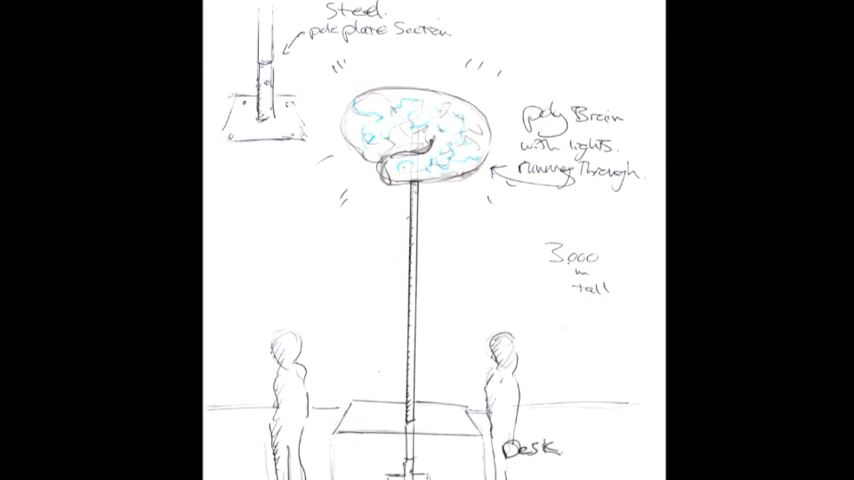 Steel.
pole plate Section
poly Brain
with lights.
running through.
3,000
m
tall
Desk.